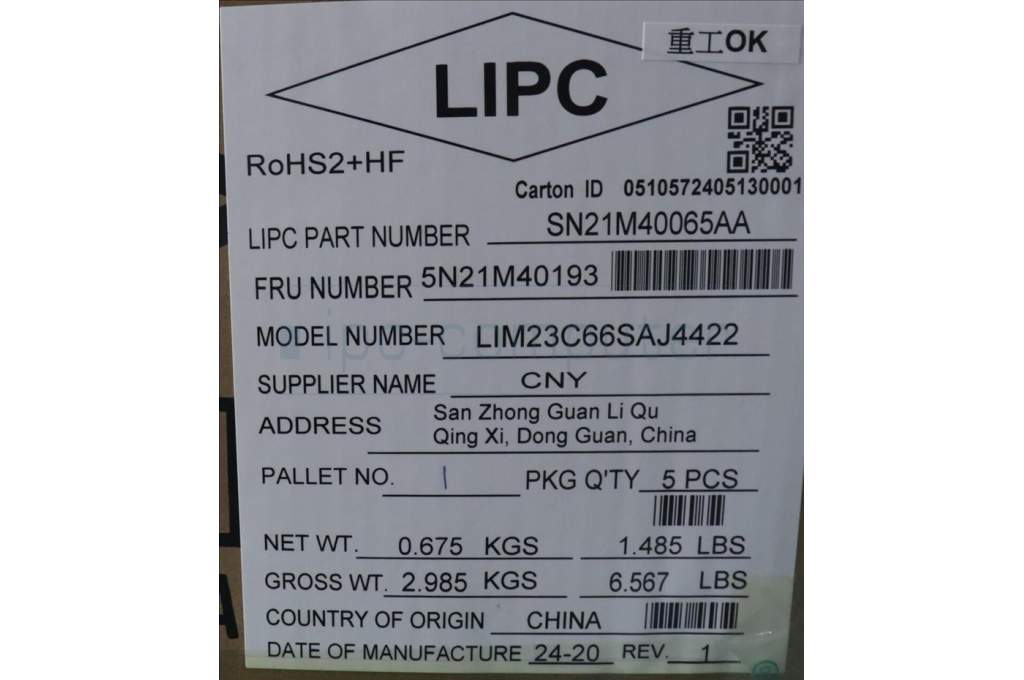 重工OK
LIPC
RoHS2+HF
Carton ID 0510572405130001
LIPC PART NUMBER SN21M40065AA
FRU NUMBER 5N21M40193
MODEL NUMBER LIM23C66SAJ4422
ipc computer
SUPPLIER NAME CNY
ADDRESS San Zhong Guan Li Qu
Qing Xi, Dong Guan, China
PALLET NO. 1 PKG Q'TY 5 PCS
NET WT. 0.675 KGS 1.485 LBS
GROSS WT. 2.985 KGS 6.567 LBS
COUNTRY OF ORIGIN CHINA
DATE OF MANUFACTURE 24-20 REV. 1